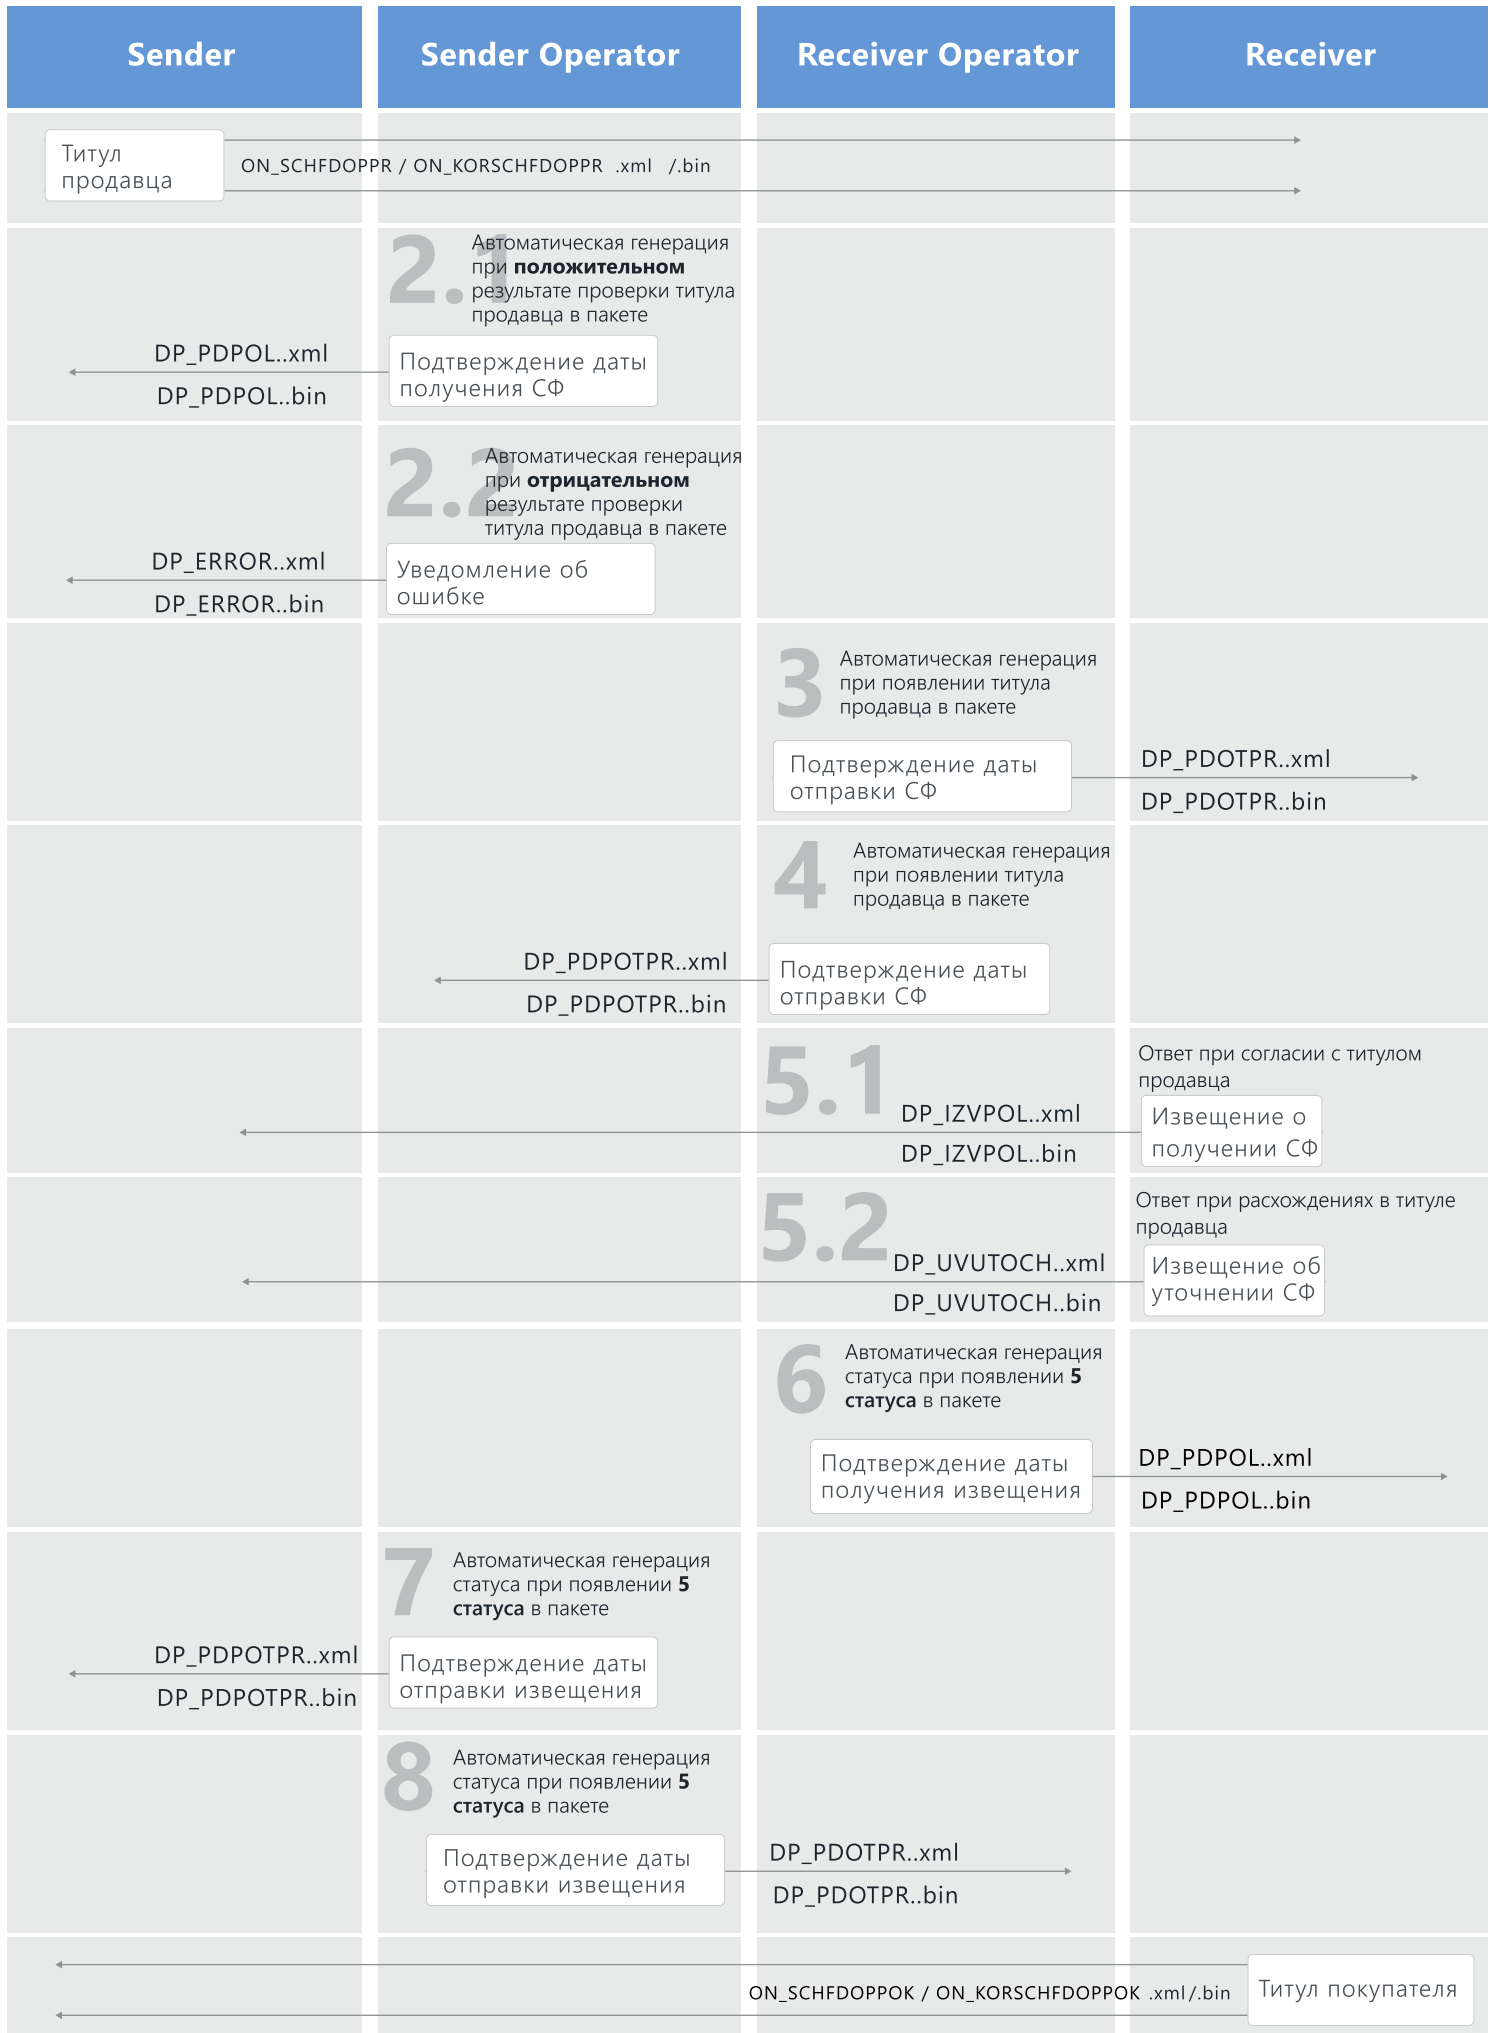 Sender
Sender Operator
Receiver Operator
Receiver
Титул
продавца
ON_SCHFDOPPR / ON_KORSCHFDOPPR .xml /.bin
2.1
Автоматическая генерация
при положительном
результате проверки титула
продавца в пакете
DP_PDPOL..xml
DP_PDPOL..bin
Подтверждение даты
получения СФ
2.2
Автоматическая генерация
при отрицательном
результате проверки
титула продавца в пакете
DP_ERROR..xml
DP_ERROR..bin
Уведомление об
ошибке
3
Автоматическая генерация
при появлении титула
продавца в пакете
Подтверждение даты
отправки СФ
DP_PDOTPR..xml
DP_PDOTPR..bin
4
Автоматическая генерация
при появлении титула
продавца в пакете
DP_PDPOTPR..xml
DP_PDPOTPR..bin
Подтверждение даты
отправки СФ
5.1
DP_IZVPOL..xml
DP_IZVPOL..bin
Ответ при согласии с титулом
продавца
Извещение о
получении СФ
5.2
DP_UVUTOCH..xml
DP_UVUTOCH..bin
Ответ при расхождениях в титуле
продавца
Извещение об
уточнении СФ
6
Автоматическая генерация
статуса при появлении 5
статуса в пакете
Подтверждение даты
получения извещения
DP_PDPOL..xml
DP_PDPOL..bin
7
Автоматическая генерация
статуса при появлении 5
статуса в пакете
DP_PDPOTPR..xml
DP_PDPOTPR..bin
Подтверждение даты
отправки извещения
8
Автоматическая генерация
статуса при появлении 5
статуса в пакете
Подтверждение даты
отправки извещения
DP_PDOTPR..xml
DP_PDOTPR..bin
ON_SCHFDOPPOK / ON_KORSCHFDOPPOK .xml/.bin
Титул покупателя